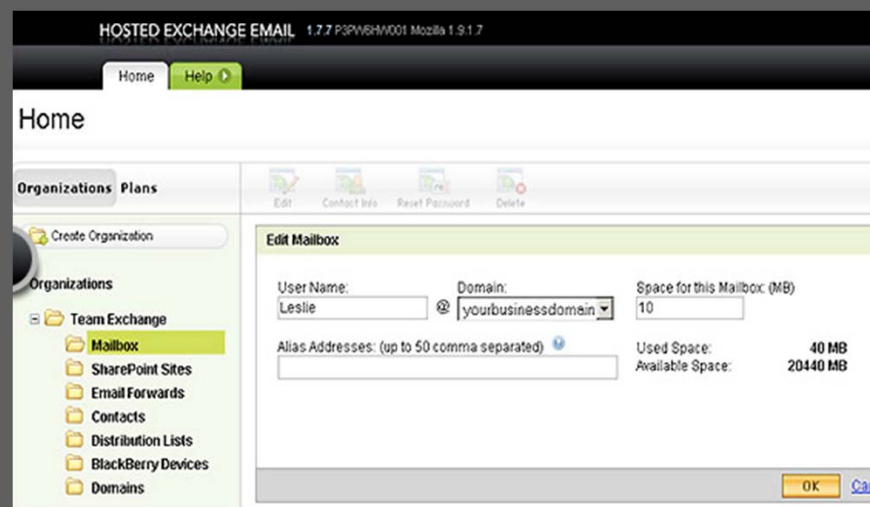 HOSTED EXCHANGE EMAIL 1.7.7 P3PW6HW001 Mozilla 1.9.1.7
Home Help
Home
Organizations Plans
Edit Contact Info Reset Password Delete
Create Organization
Edit Mailbox
Organizations
User Name: Domain: Space for this Mailbox: (MB)
Leslie @ yourbusinessdomain 10
Team Exchange
Mailbox
Alias Addresses: (up to 50 comma separated)
Used Space: 40 MB
SharePoint Sites
Available Space: 20440 MB
Email Forwards
Contacts
Distribution Lists
BlackBerry Devices
Domains
OK